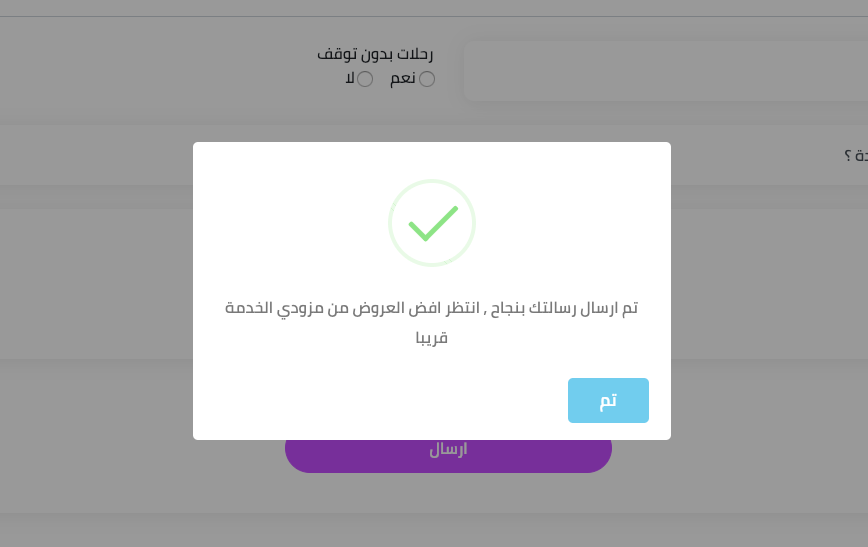 رحلات بدون توقف
نعم لا
دة ؟
تم ارسال رسالتك بنجاح , انتظر افض العروض من مزودي الخدمة
قريبا
تم
ارسال